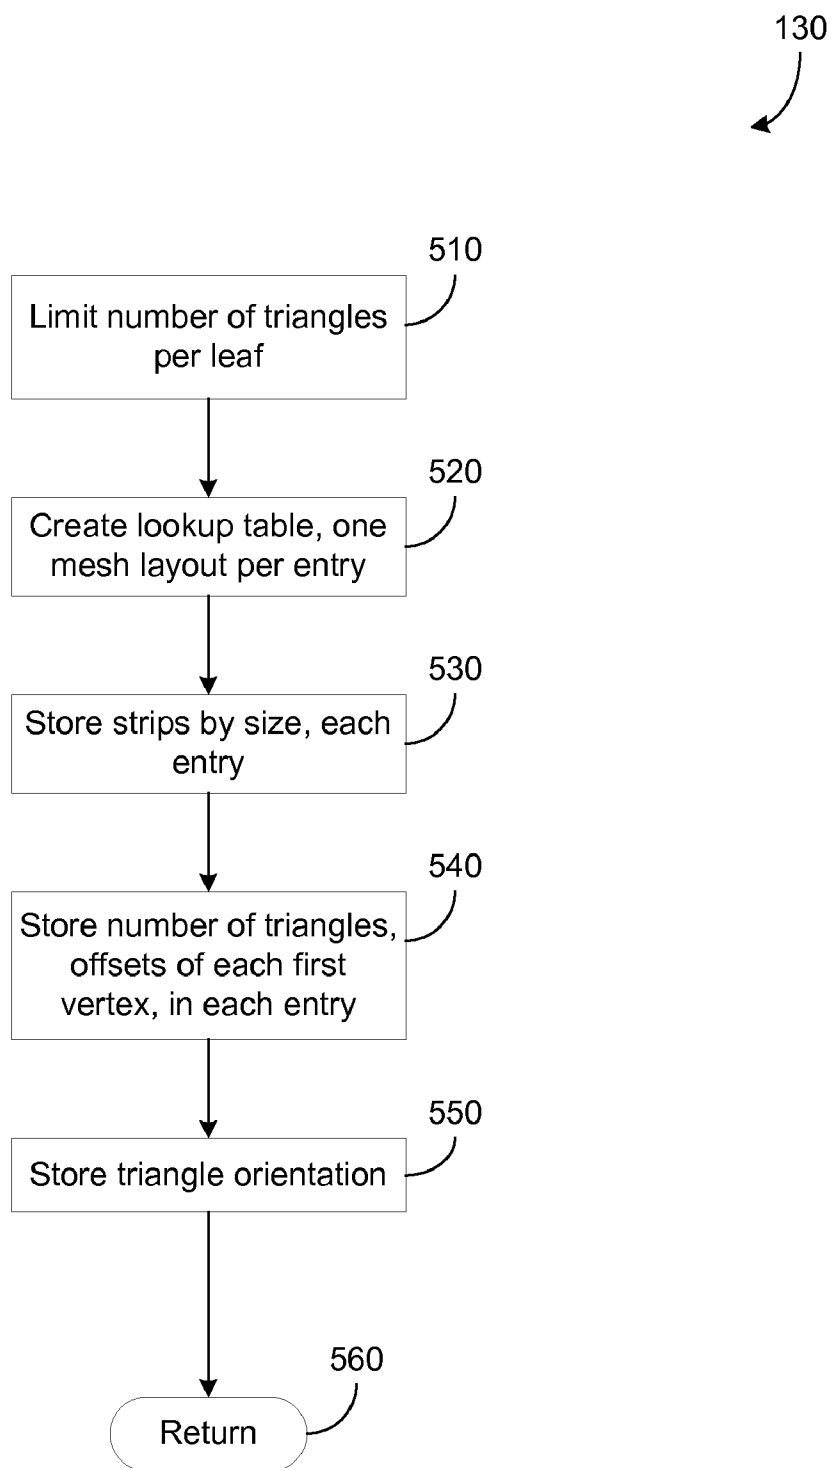 130
510
Limit number of triangles
per leaf
520
Create lookup table, one
mesh layout per entry
530
Store strips by size, each
entry
540
Store number of triangles,
offsets of each first
vertex, in each entry
550
Store triangle orientation
560
Return